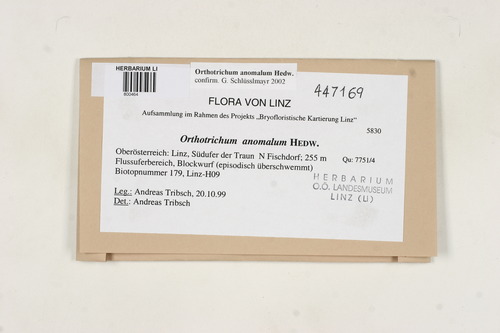 HERBARIUM LI
800464
Orthotrichum anomalum Hedw.
confirm. G. Schlüsslmayr 2002
447169
FLORA VON LINZ
Aufsammlung im Rahmen des Projekts „Bryofloristische Kartierung Linz“
5830
Orthotrichum anomalum HEDW.
Oberösterreich: Linz, Südufer der Traun N Fischdorf; 255 m Qu: 7751/4
Flussuferbereich, Blockwurf (episodisch überschwemmt)
Biotopnummer 179, Linz-H09
HERBARIUM
O.Ö. LANDESMUSEUM
LINZ (LI)
Leg.: Andreas Tribsch, 20.10.99
Det.: Andreas Tribsch